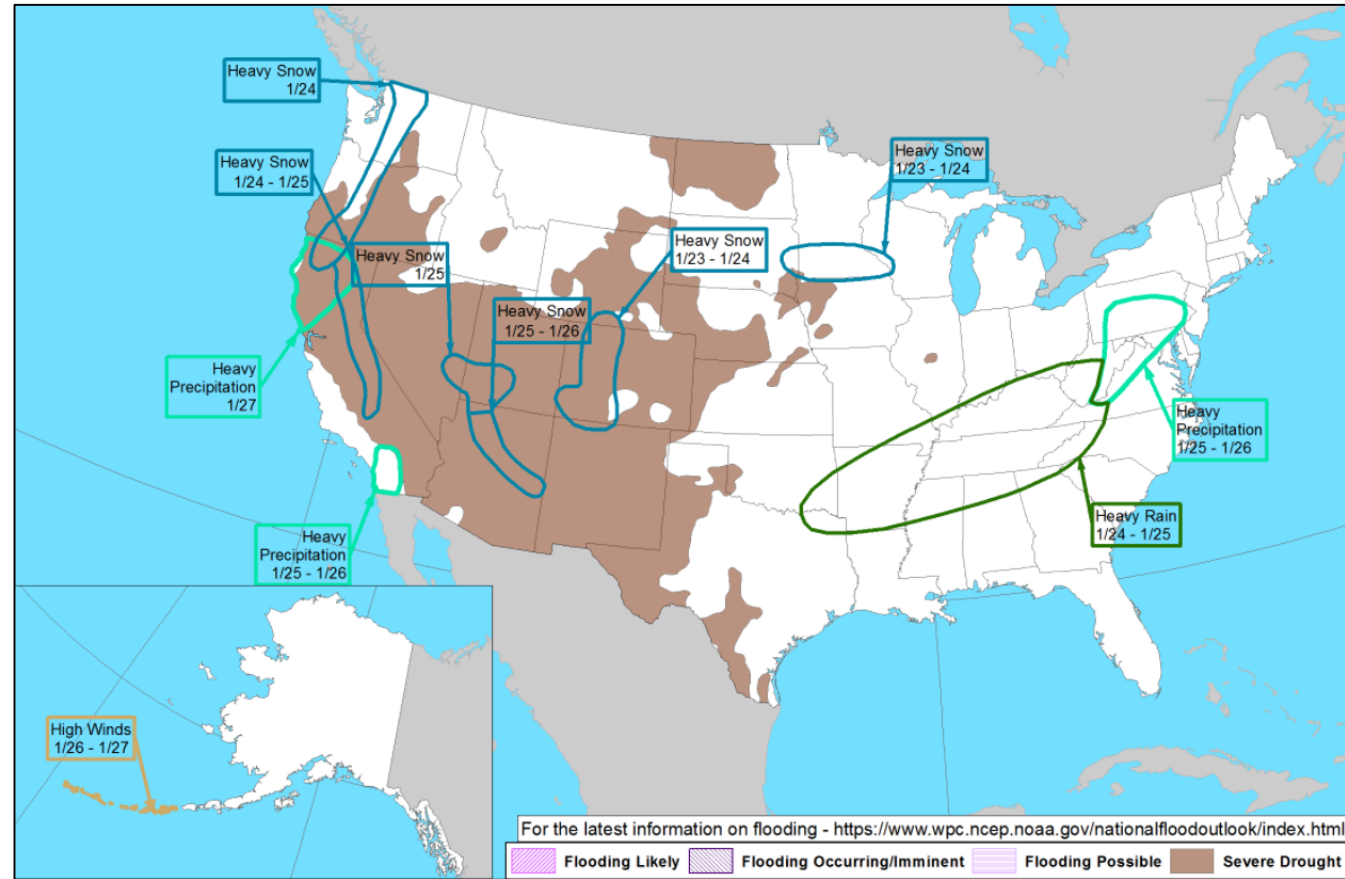 Heavy Snow
1/24
Heavy Snow
1/24 - 1/25
Heavy Snow
1/23 - 1/24
Heavy Snow
1/25
Heavy Snow
1/23 - 1/24
Heavy Snow
1/25 - 1/26
Heavy
Precipitation
1/27
Heavy
Precipitation
1/25 - 1/26
Heavy
Precipitation
1/25 - 1/26
Heavy Rain
1/24 - 1/25
High Winds
1/26 - 1/27
For the latest information on flooding - https://www.wpc.ncep.noaa.gov/nationalfloodoutlook/index.html
Flooding Likely
Flooding Occurring/Imminent
Flooding Possible
Severe Drought